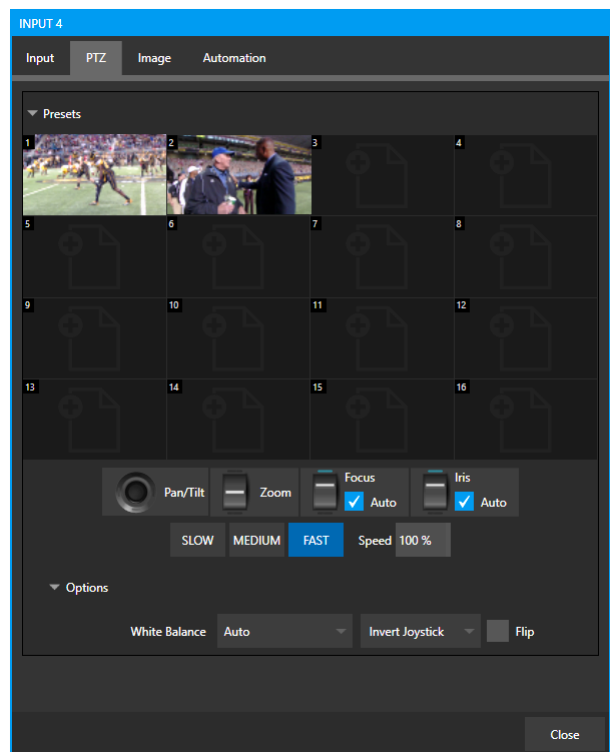 INPUT 4
Input PTZ Image Automation
Presets
1 2 3 4
5 6 7 8
9 10 11 12
13 14 15 16
Pan/Tilt Zoom Focus Auto Iris Auto
SLOW MEDIUM FAST Speed 100 %
Options
White Balance Auto Invert Joystick Flip
Close